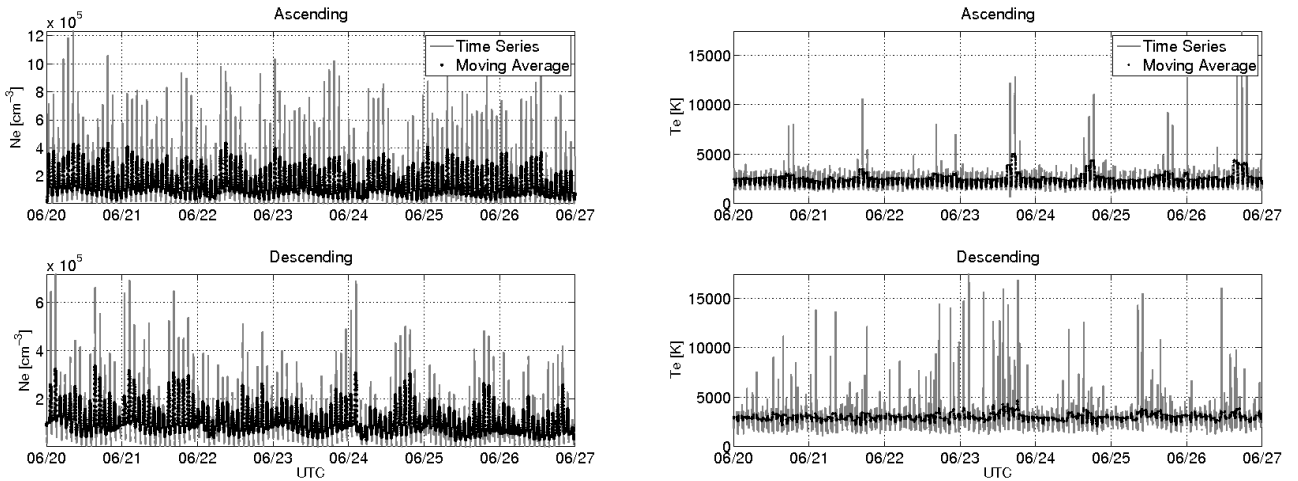 Ascending
x 10⁵
12
10
8
6
4
2
Ne [cm⁻³]
Time Series
Moving Average
06/20 06/21 06/22 06/23 06/24 06/25 06/26 06/27
Ascending
15000
10000
5000
0
Te [K]
Time Series
Moving Average
06/20 06/21 06/22 06/23 06/24 06/25 06/26 06/27
Descending
x 10⁵
6
4
2
Ne [cm⁻³]
06/20 06/21 06/22 06/23 06/24 06/25 06/26 06/27
UTC
Descending
15000
10000
5000
0
Te [K]
06/20 06/21 06/22 06/23 06/24 06/25 06/26 06/27
UTC